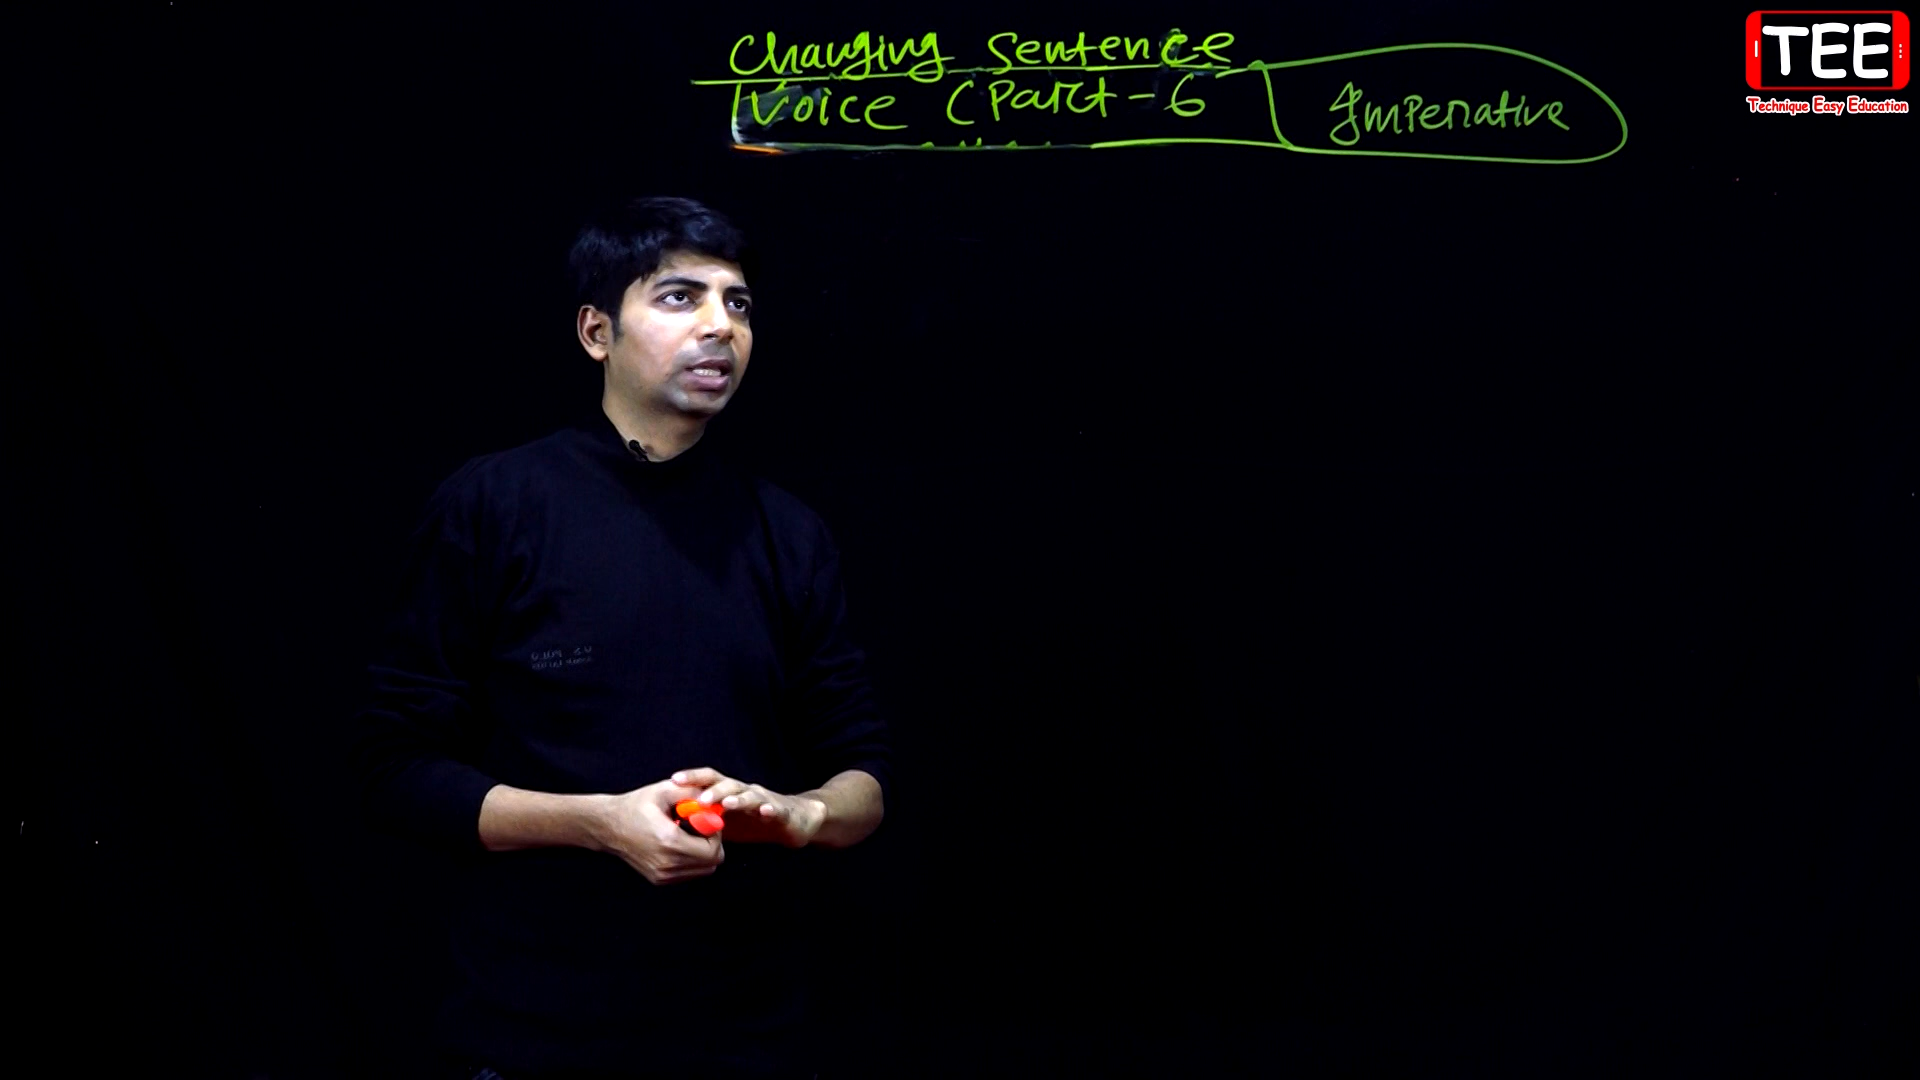 Changing Sentence
Voice (Part-6
Imperative
TEE
Technique Easy Education